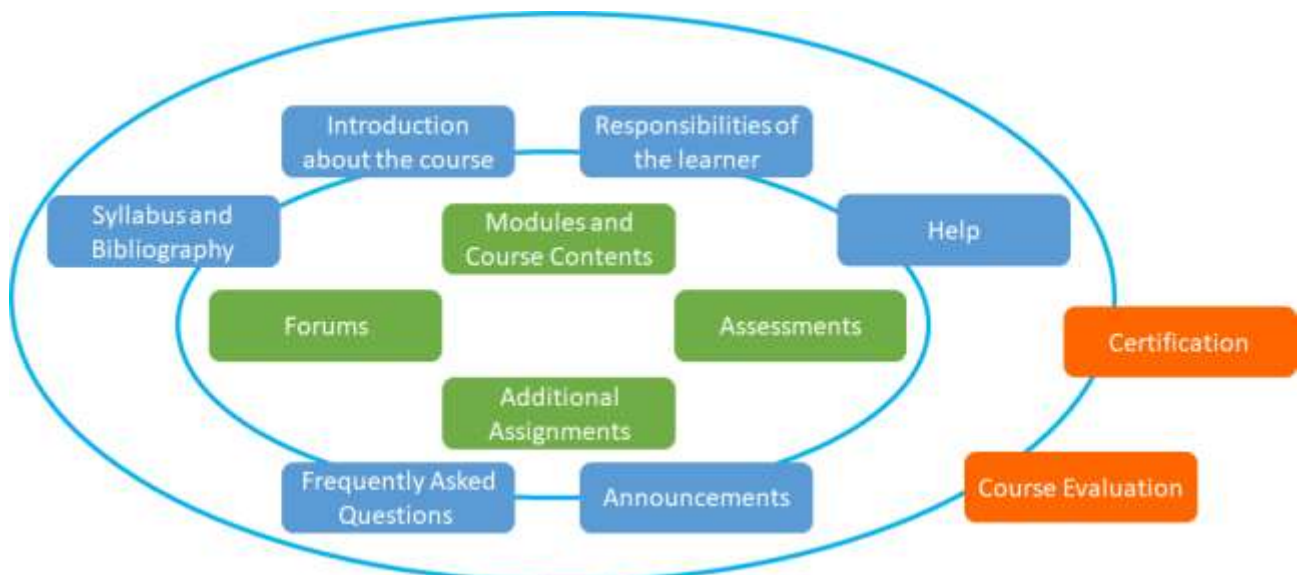 Introduction
about the course
Responsibilities of
the learner
Syllabus and
Bibliography
Modules and
Course Contents
Help
Forums
Assessments
Certification
Additional
Assignments
Frequently Asked
Questions
Announcements
Course Evaluation